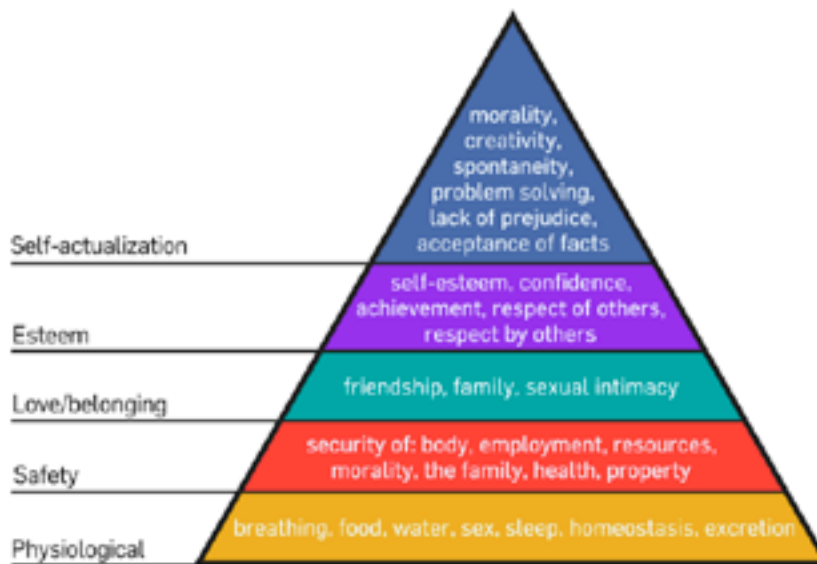 morality,
creativity,
spontaneity,
problem solving,
lack of prejudice,
acceptance of facts
Self-actualization
self-esteem, confidence,
achievement, respect of others,
respect by others
Esteem
friendship, family, sexual intimacy
Love/belonging
security of: body, employment, resources,
morality, the family, health, property
Safety
breathing, food, water, sex, sleep, homeostasis, excretion
Physiological